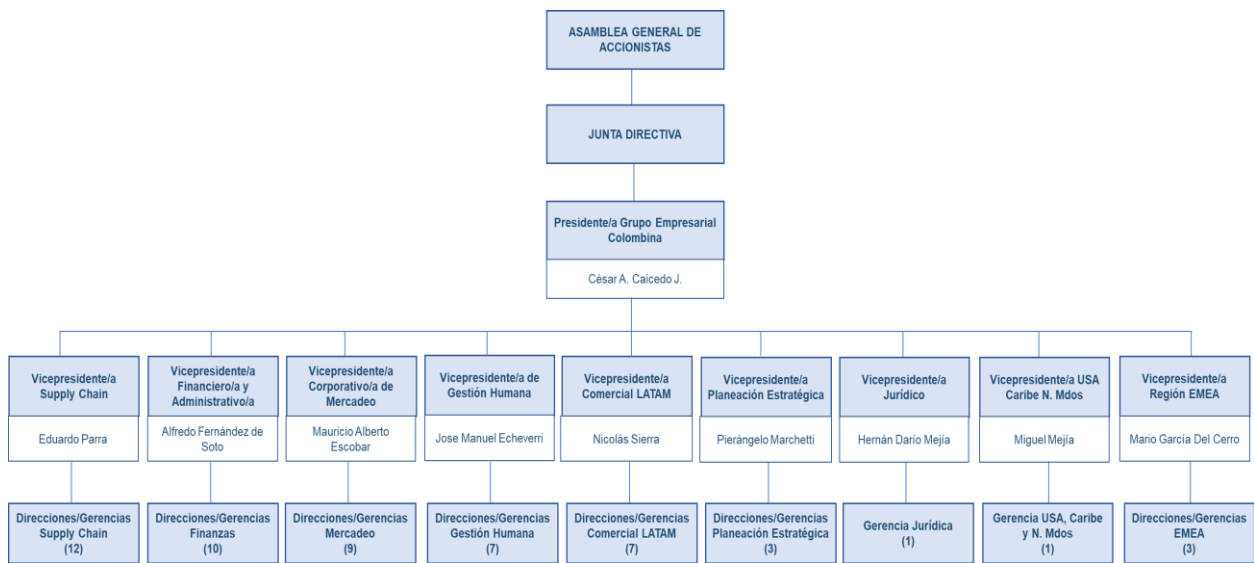 ASAMBLEA GENERAL DE
ACCIONISTAS
JUNTA DIRECTIVA
Presidente/a Grupo Empresarial
Colombina
César A. Caicedo J.
Vicepresidente/a
Supply Chain
Eduardo Parra
Vicepresidente/a
Financiero/a y
Administrativo/a
Alfredo Fernández de
Soto
Vicepresidente/a
Corporativo/a de
Mercadeo
Mauricio Alberto
Escobar
Vicepresidente/a de
Gestión Humana
Jose Manuel Echeverri
Vicepresidente/a
Comercial LATAM
Nicolás Sierra
Vicepresidente/a
Planeación Estratégica
Pierángelo Marchetti
Vicepresidente/a
Jurídico
Hernán Darío Mejía
Vicepresidente/a USA
Caribe N. Mdos
Miguel Mejía
Vicepresidente/a
Región EMEA
Mario García Del Cerro
Direcciones/Gerencias
Supply Chain
(12)
Direcciones/Gerencias
Finanzas
(10)
Direcciones/Gerencias
Mercadeo
(9)
Direcciones/Gerencias
Gestión Humana
(7)
Direcciones/Gerencias
Comercial LATAM
(7)
Direcciones/Gerencias
Planeación Estratégica
(3)
Gerencia Jurídica
(1)
Gerencia USA, Caribe
y N. Mdos
(1)
Direcciones/Gerencias
EMEA
(3)